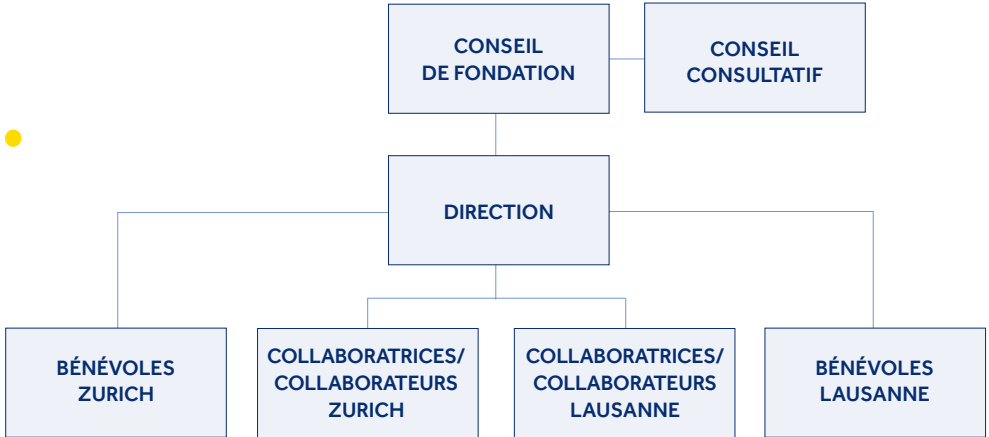 CONSEIL
DE FONDATION
CONSEIL
CONSULTATIF
DIRECTION
BÉNÉVOLES
ZURICH
COLLABORATRICES/
COLLABORATEURS
ZURICH
COLLABORATRICES/
COLLABORATEURS
LAUSANNE
BÉNÉVOLES
LAUSANNE